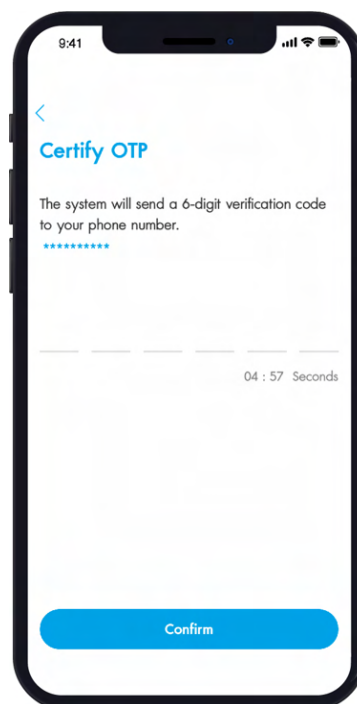 9:41
Certify OTP
The system will send a 6-digit verification code
to your phone number.
**********
04 : 57 Seconds
Confirm